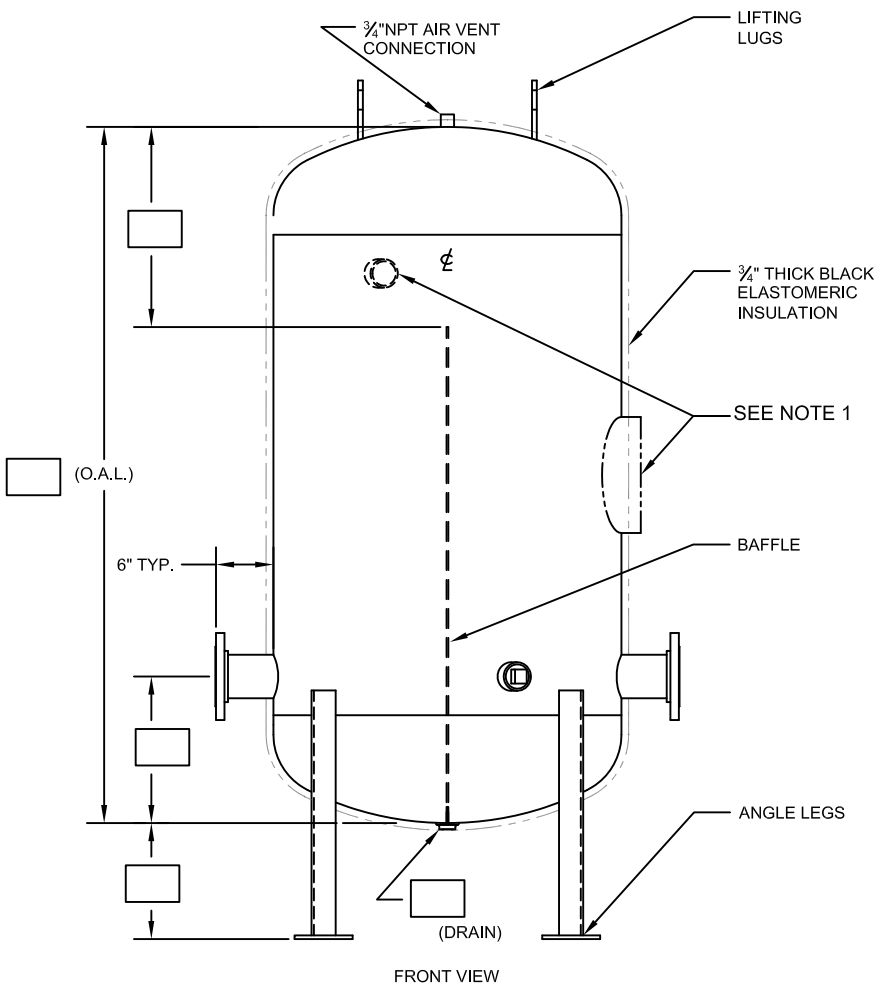 ¾"NPT AIR VENT
CONNECTION
LIFTING
LUGS
℄
¾" THICK BLACK
ELASTOMERIC
INSULATION
SEE NOTE 1
(O.A.L.)
BAFFLE
6" TYP.
ANGLE LEGS
(DRAIN)
FRONT VIEW